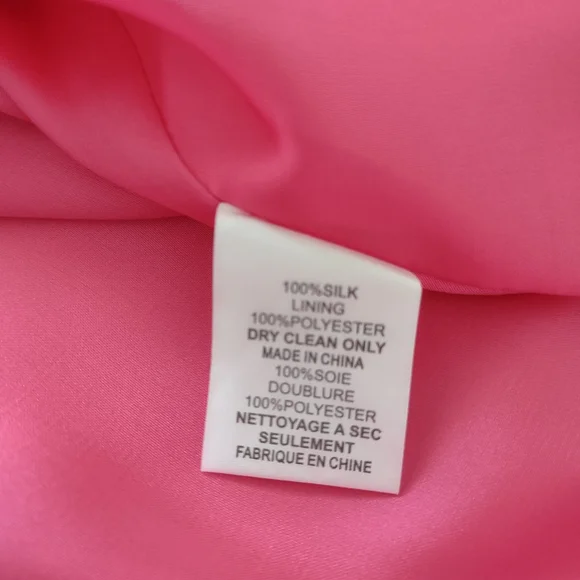 100%SILK
LINING
100%POLYESTER
DRY CLEAN ONLY
MADE IN CHINA
100%SOIE
DOUBLURE
100%POLYESTER
NETTOYAGE A SEC
SEULEMENT
FABRIQUE EN CHINE